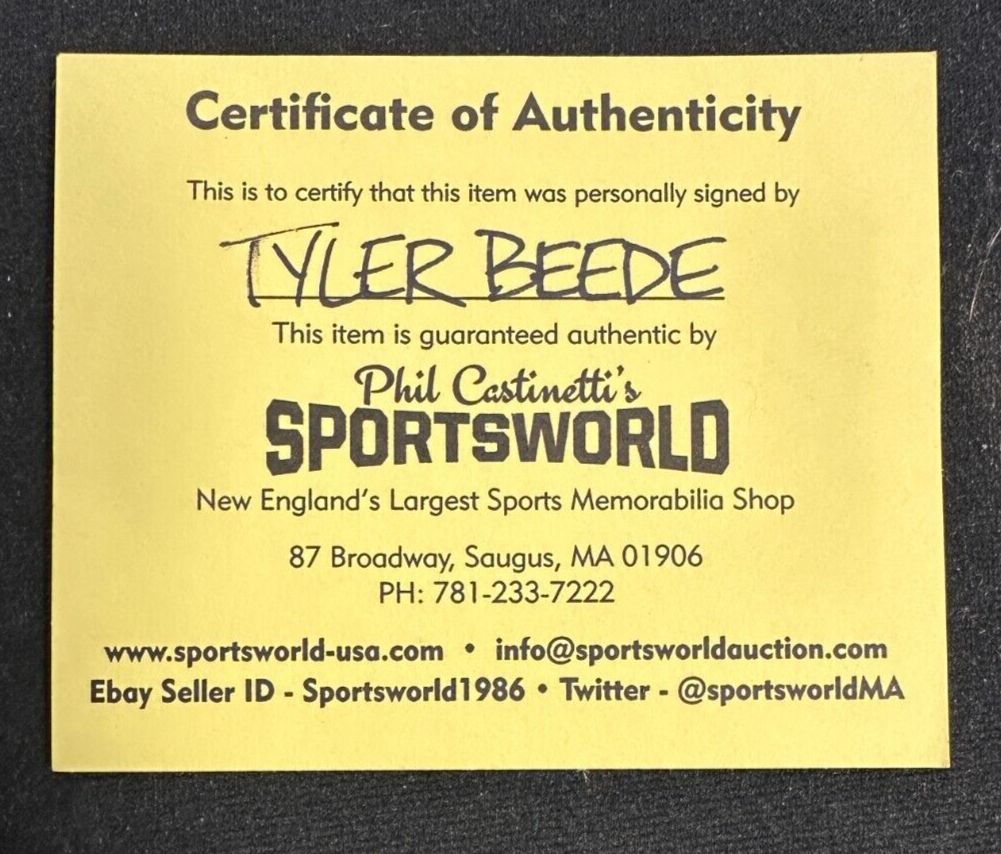 Certificate of Authenticity
This is to certify that this item was personally signed by
TYLER BEEDE
This item is guaranteed authentic by
Phil Castinetti's
SPORTSWORLD
New England's Largest Sports Memorabilia Shop
87 Broadway, Saugus, MA 01906
PH: 781-233-7222
www.sportsworld-usa.com • info@sportsworldauction.com
Ebay Seller ID - Sportsworld1986 • Twitter - @sportsworldMA